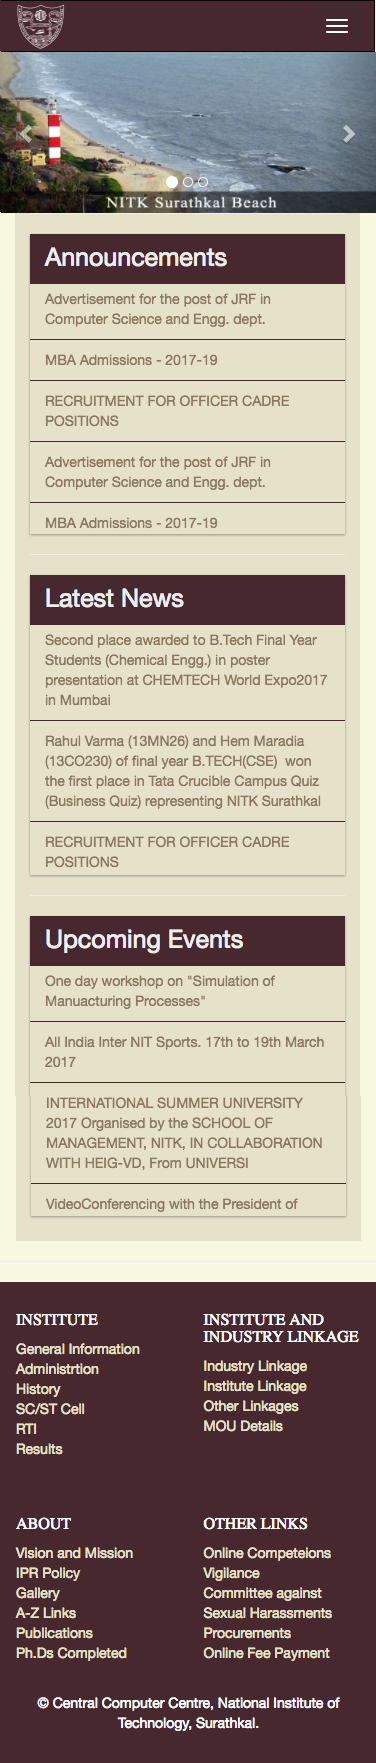 NITK Surathkal Beach
Announcements
Advertisement for the post of JRF in
Computer Science and Engg. dept.
MBA Admissions - 2017-19
RECRUITMENT FOR OFFICER CADRE
POSITIONS
Advertisement for the post of JRF in
Computer Science and Engg. dept.
MBA Admissions - 2017-19
Latest News
Second place awarded to B.Tech Final Year
Students (Chemical Engg.) in poster
presentation at CHEMTECH World Expo2017
in Mumbai
Rahul Varma (13MN26) and Hem Maradia
(13CO230) of final year B.TECH(CSE)  won
the first place in Tata Crucible Campus Quiz
(Business Quiz) representing NITK Surathkal
RECRUITMENT FOR OFFICER CADRE
POSITIONS
Upcoming Events
One day workshop on "Simulation of
Manuacturing Processes"
All India Inter NIT Sports. 17th to 19th March
2017
INTERNATIONAL SUMMER UNIVERSITY
2017 Organised by the SCHOOL OF
MANAGEMENT, NITK, IN COLLABORATION
WITH HEIG-VD, From UNIVERSI
VideoConferencing with the President of
INSTITUTE
General Information
Administrtion
History
SC/ST Cell
RTI
Results
INSTITUTE AND
INDUSTRY LINKAGE
Industry Linkage
Institute Linkage
Other Linkages
MOU Details
ABOUT
Vision and Mission
IPR Policy
Gallery
A-Z Links
Publications
Ph.Ds Completed
OTHER LINKS
Online Competeions
Vigilance
Committee against
Sexual Harassments
Procurements
Online Fee Payment
© Central Computer Centre, National Institute of
Technology, Surathkal.